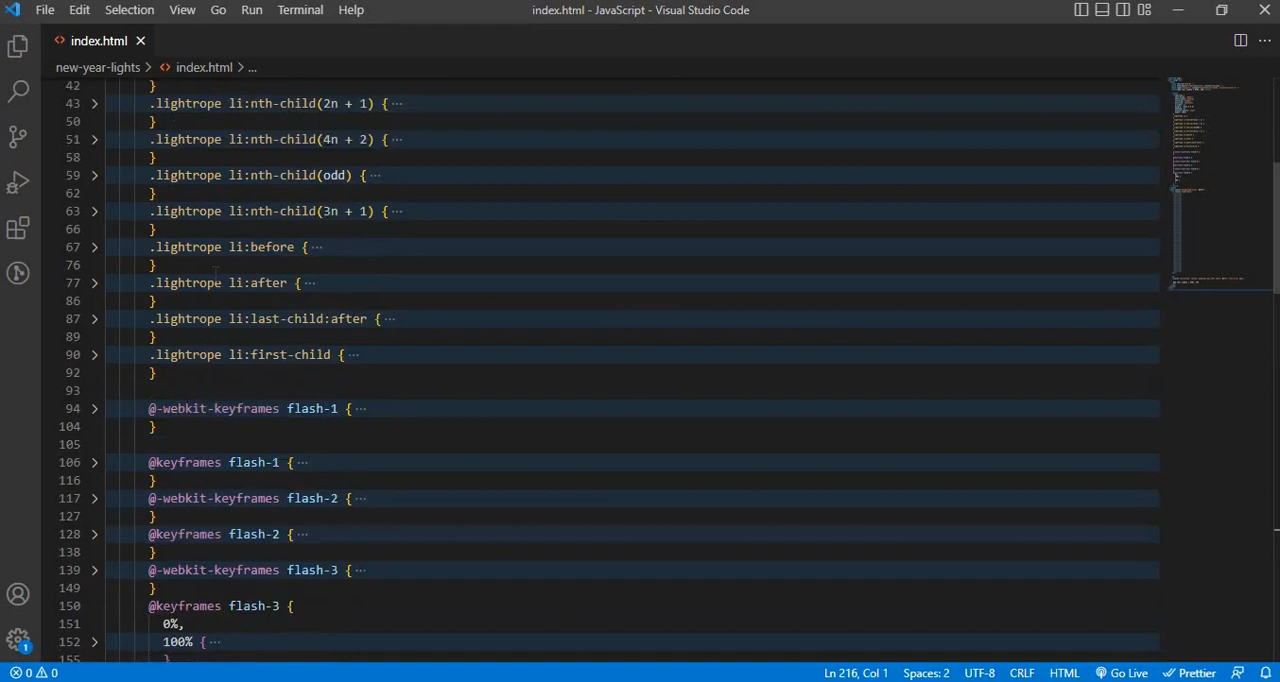 File Edit Selection View Go Run Terminal Help index.html - JavaScript - Visual Studio Code
index.html
new-year-lights > index.html > ...
42 }
43 .lightrope li:nth-child(2n + 1) { ...
50 }
51 .lightrope li:nth-child(4n + 2) { ...
58 }
59 .lightrope li:nth-child(odd) { ...
62 }
63 .lightrope li:nth-child(3n + 1) { ...
66 }
67 .lightrope li:before { ...
76 }
77 .lightrope li:after { ...
86 }
87 .lightrope li:last-child:after { ...
89 }
90 .lightrope li:first-child { ...
92 }
93
94 @-webkit-keyframes flash-1 { ...
104 }
105
106 @keyframes flash-1 { ...
116 }
117 @-webkit-keyframes flash-2 { ...
127 }
128 @keyframes flash-2 { ...
138 }
139 @-webkit-keyframes flash-3 { ...
149 }
150 @keyframes flash-3 {
151 0%,
152 100% { ...
155 }
1
0 0 Ln 216, Col 1 Spaces: 2 UTF-8 CRLF HTML Go Live Prettier